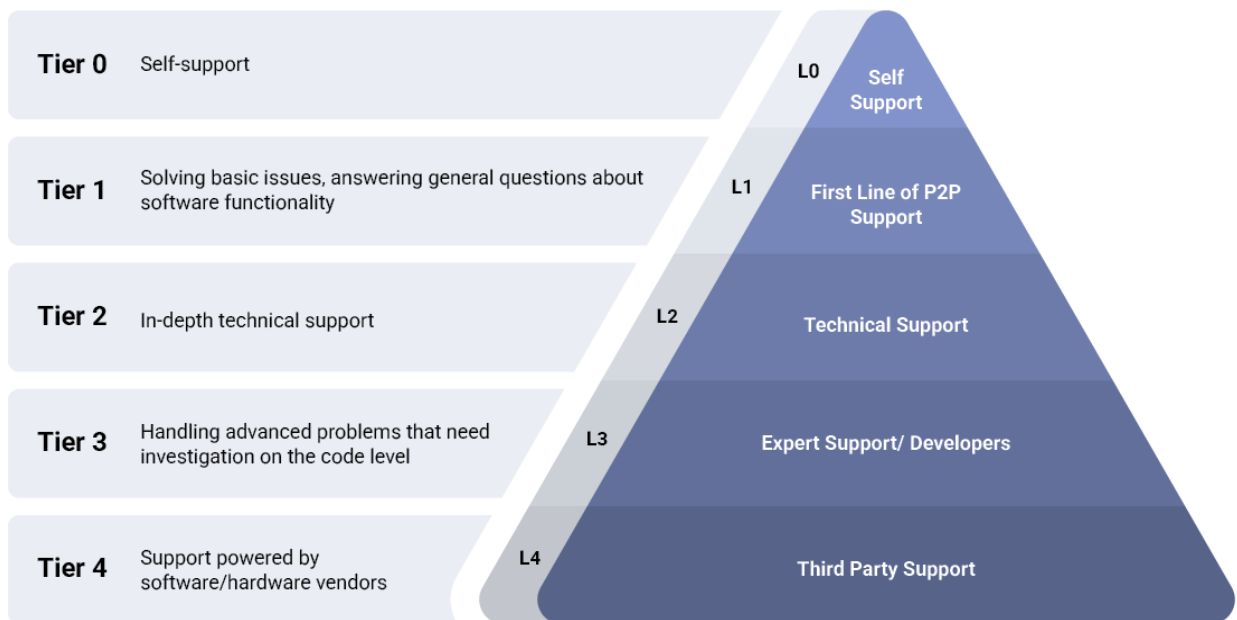 Tier 0
Self-support
L0
Self
Support
Tier 1
Solving basic issues, answering general questions about
software functionality
L1
First Line of P2P
Support
Tier 2
In-depth technical support
L2
Technical Support
Tier 3
Handling advanced problems that need
investigation on the code level
L3
Expert Support/ Developers
Tier 4
Support powered by
software/hardware vendors
L4
Third Party Support